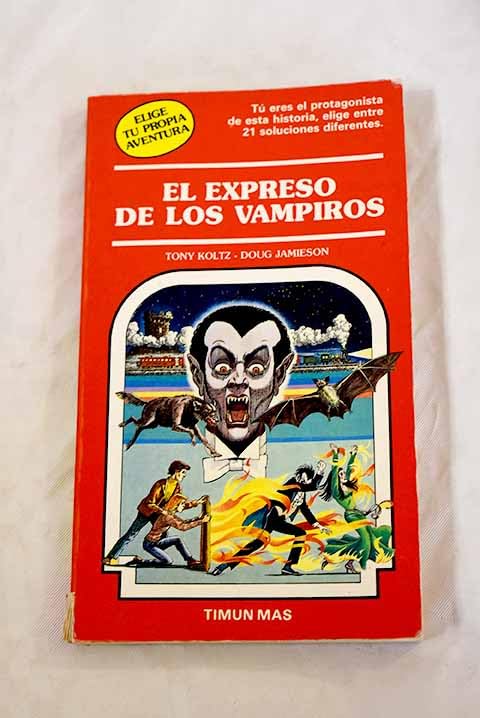 ELIGE
TU PROPIA
AVENTURA
Tú eres el protagonista
de esta historia, elige entre
21 soluciones diferentes.
EL EXPRESO
DE LOS VAMPIROS
TONY KOLTZ - DOUG JAMIESON
TIMUN MAS